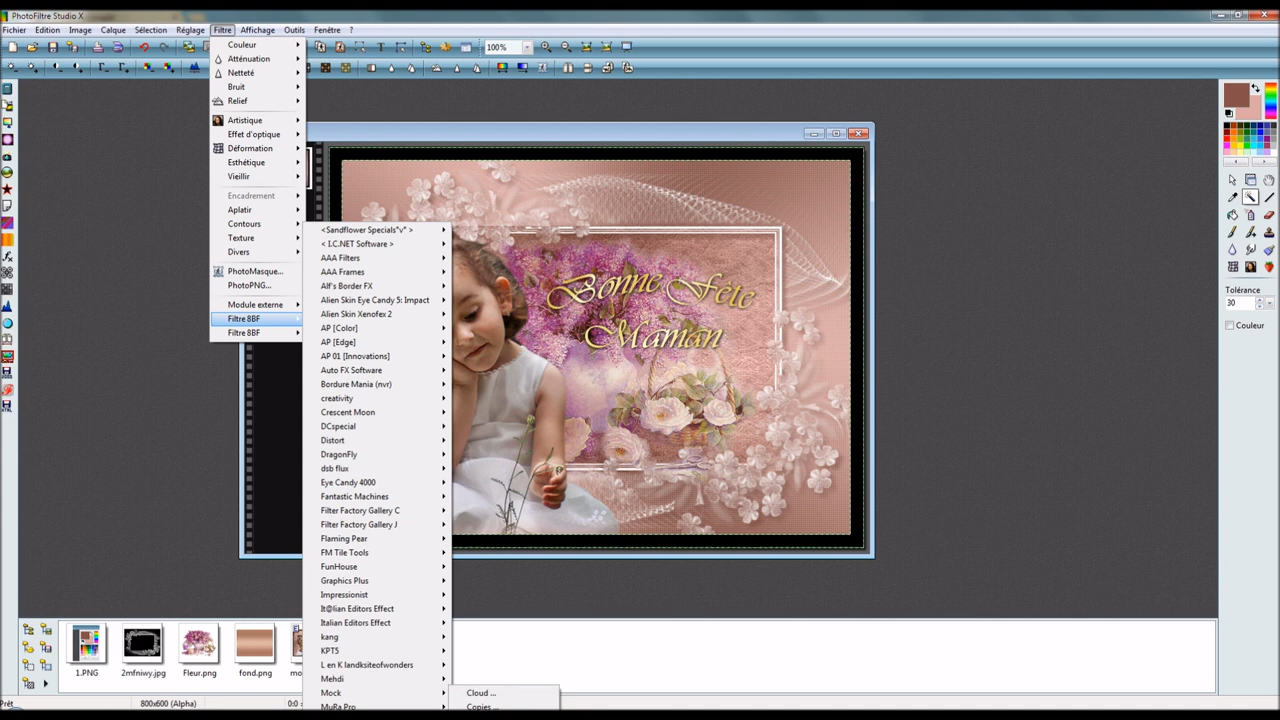 PhotoFiltre Studio X
Fichier Edition Image Calque Sélection Réglage Filtre Affichage Outils Fenêtre ?
100%
Couleur
Atténuation
Netteté
Bruit
Relief
Artistique
Effet d'optique
Déformation
Esthétique
Vieillir
Encadrement
Aplatir
Contours
Texture
Divers
PhotoMasque...
PhotoPNG...
Module externe
Filtre 8BF
Filtre 8BF
<Sandflower Specials"v" >
< I.C.NET Software >
AAA Filters
AAA Frames
Alf's Border FX
Alien Skin Eye Candy 5: Impact
Alien Skin Xenofex 2
AP [Color]
AP [Edge]
AP 01 [Innovations]
Auto FX Software
Bordure Mania (nvr)
creativity
Crescent Moon
DCspecial
Distort
DragonFly
dsb flux
Eye Candy 4000
Fantastic Machines
Filter Factory Gallery C
Filter Factory Gallery J
Flaming Pear
FM Tile Tools
FunHouse
Graphics Plus
Impressionist
It@lian Editors Effect
Italian Editors Effect
kang
KPT5
L en K landksiteofwonders
Mehdi
Mock
MuRa Pro
Cloud ...
Copies ...
Bonne Fête
Maman
Tolérance
30
Couleur
1.PNG
2mfniwy.jpg
Fleur.png
fond.png
Prêt
800x600 (Alpha)